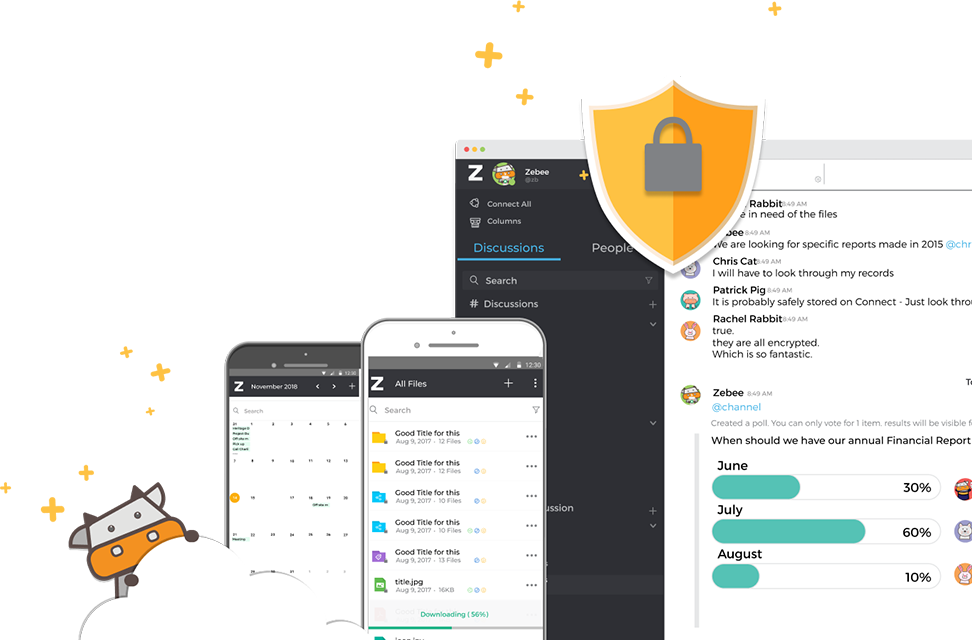 Z
Zebee
@zb
Connect All
Columns
Discussions
People
Search
# Discussions
ussion
Rabbit 8:49 AM
e in need of the files
bee 8:49 AM
We are looking for specific reports made in 2015 @chr
Chris Cat 8:49 AM
I will have to look through my records
Patrick Pig 8:49 AM
It is probably safely stored on Connect - Just look throu
Rachel Rabbit 8:49 AM
true.
they are all encrypted.
Which is so fantastic.
Zebee 8:49 AM
To
@channel
Created a poll. You can only vote for 1 item. results will be visible f
When should we have our annual Financial Report
June
30%
July
60%
August
10%
12:30
Z
November 2018
Search
12:30
Z
All Files
Search
Good Title for this
Aug 9, 2017 - 12 Files
Good Title for this
Aug 9, 2017 - 12 Files
Good Title for this
Aug 9, 2017 - 10 Files
Good Title for this
Aug 9, 2017 - 10 Files
Good Title for this
Aug 9, 2017 - 13 Files
title.jpg
Aug 9, 2017 - 16KB
Downloading (56%)